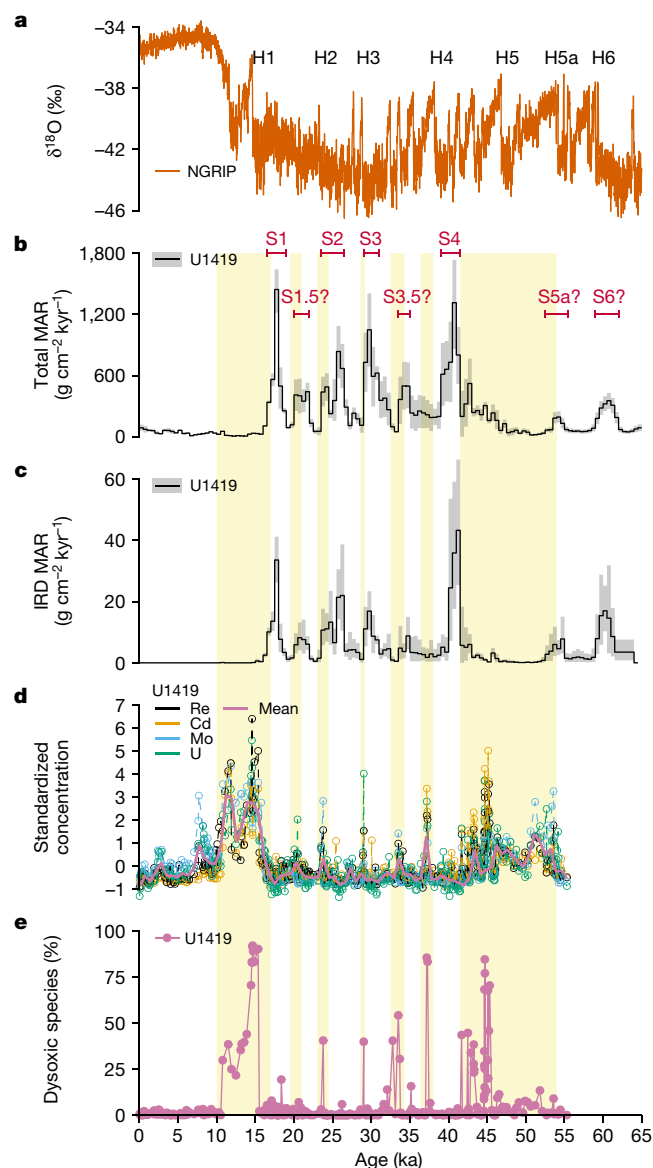 a
−34
−38
−42
−46
δ18O (‰)
H1 H2 H3 H4 H5 H5a H6
NGRIP
b
1,800
1,200
600
0
Total MAR
(g cm−2 kyr−1)
U1419
S1 S2 S3 S4
S1.5? S3.5? S5a? S6?
c
60
40
20
0
IRD MAR
(g cm−2 kyr−1)
U1419
d
7
6
5
4
3
2
1
0
−1
Standardized
concentration
U1419
Re Mean
Cd
Mo
U
e
100
75
50
25
0
Dysoxic species (%)
U1419
0 5 10 15 20 25 30 35 40 45 50 55 60 65
Age (ka)